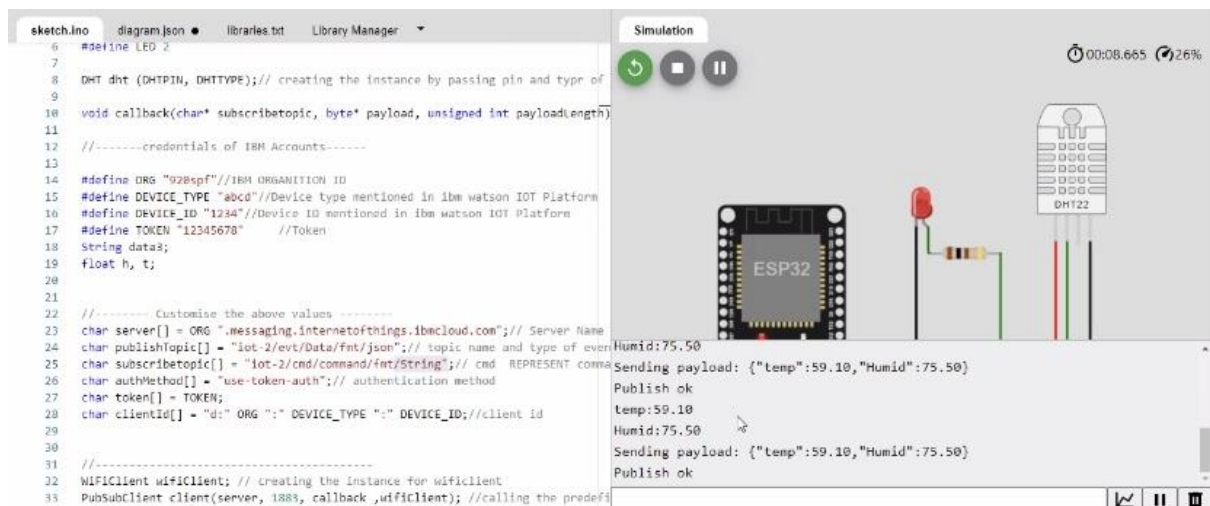 sketch.ino diagram.json ● libraries.txt Library Manager
6 #define LED 2
7
8 DHT dht (DHTPIN, DHTTYPE);// creating the instance by passing pin and typr of
9
10 void callback(char* subscribetopic, byte* payload, unsigned int payloadLength)
11
12 //-------credentials of IBM Accounts------
13
14 #define ORG "928spf"//IBM ORGANITION ID
15 #define DEVICE_TYPE "abcd"//Device type mentioned in ibm watson IOT Platform
16 #define DEVICE_ID "1234"//Device ID mentioned in ibm watson IOT Platform
17 #define TOKEN "12345678" //Token
18 String data3;
19 float h, t;
20
21
22 //-------- Customise the above values --------
23 char server[] = ORG ".messaging.internetofthings.ibmcloud.com";// Server Name
24 char publishTopic[] = "iot-2/evt/Data/fmt/json";// topic name and type of even
25 char subscribetopic[] = "iot-2/cmd/command/fmt/String";// cmd REPRESENT comma
26 char authMethod[] = "use-token-auth";// authentication method
27 char token[] = TOKEN;
28 char clientId[] = "d:" ORG ":" DEVICE_TYPE ":" DEVICE_ID;//client id
29
30
31 //-----------------------------------------
32 WiFiClient wifiClient; // creating the instance for wificlient
33 PubSubClient client(server, 1883, callback ,wifiClient); //calling the predefi
Simulation
00:08.665 26%
DHT22
ESP32
Humid:75.50
Sending payload: {"temp":59.10,"Humid":75.50}
Publish ok
temp:59.10
Humid:75.50
Sending payload: {"temp":59.10,"Humid":75.50}
Publish ok